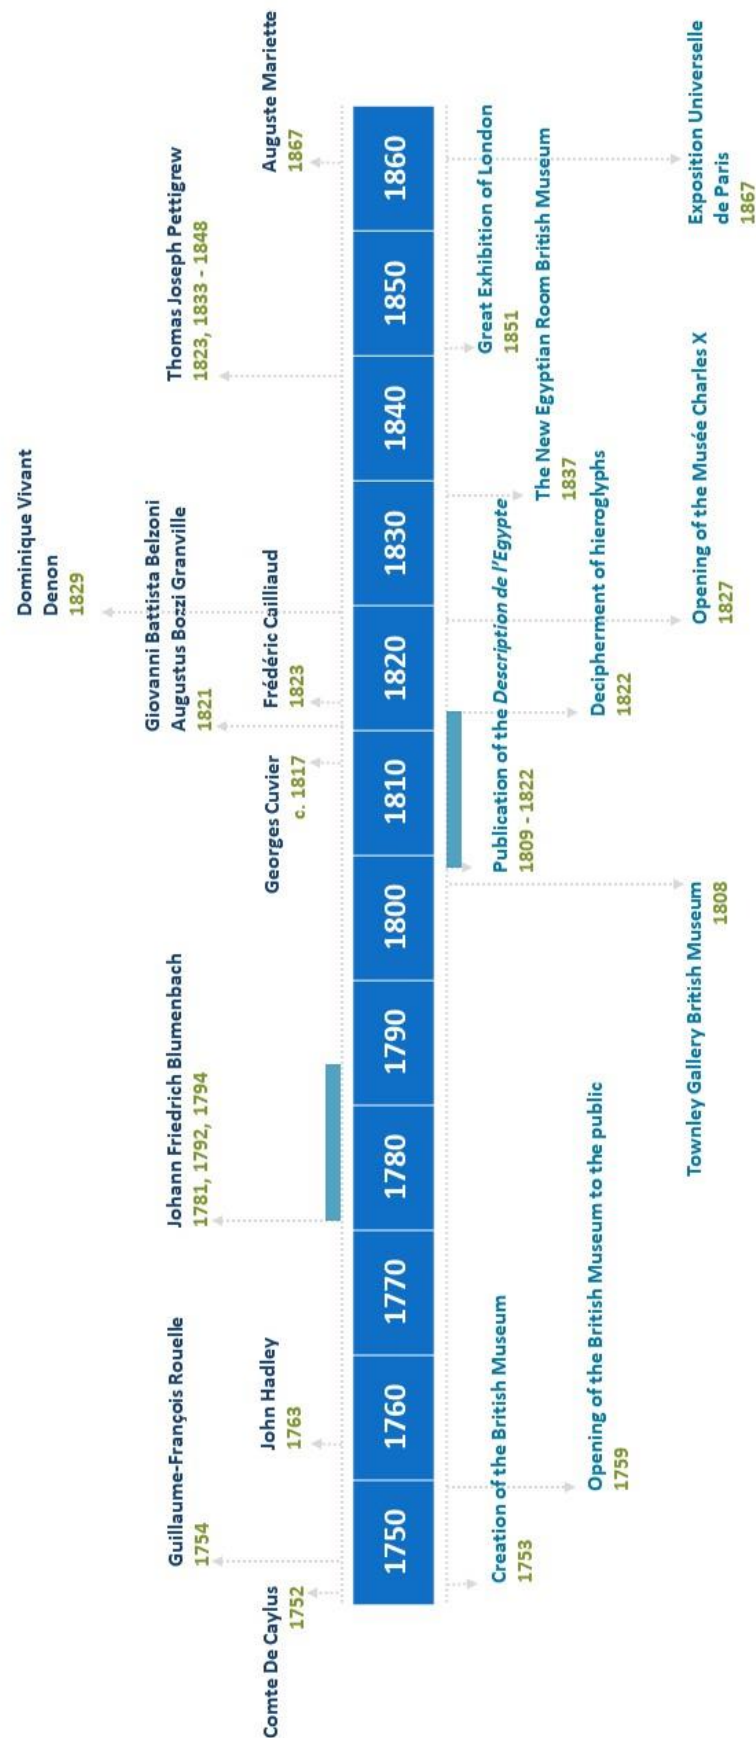 Dominique Vivant
Denon
1829
Giovanni Battista Belzoni
Augustus Bozzi Granville
1821
Guillaume-François Rouelle
1754
Johann Friedrich Blumenbach
1781, 1792, 1794
Thomas Joseph Pettigrew
1823, 1833 - 1848
Comte De Caylus
1752
John Hadley
1763
Georges Cuvier
c. 1817
Frédéric Cailliaud
1823
Auguste Mariette
1867
1750
1760
1770
1780
1790
1800
1810
1820
1830
1840
1850
1860
Creation of the British Museum
1753
Publication of the Description de l'Egypte
1809 - 1822
Great Exhibition of London
1851
The New Egyptian Room British Museum
1837
Opening of the British Museum to the public
1759
Decipherment of hieroglyphs
1822
Townley Gallery British Museum
1808
Opening of the Musée Charles X
1827
Exposition Universelle
de Paris
1867